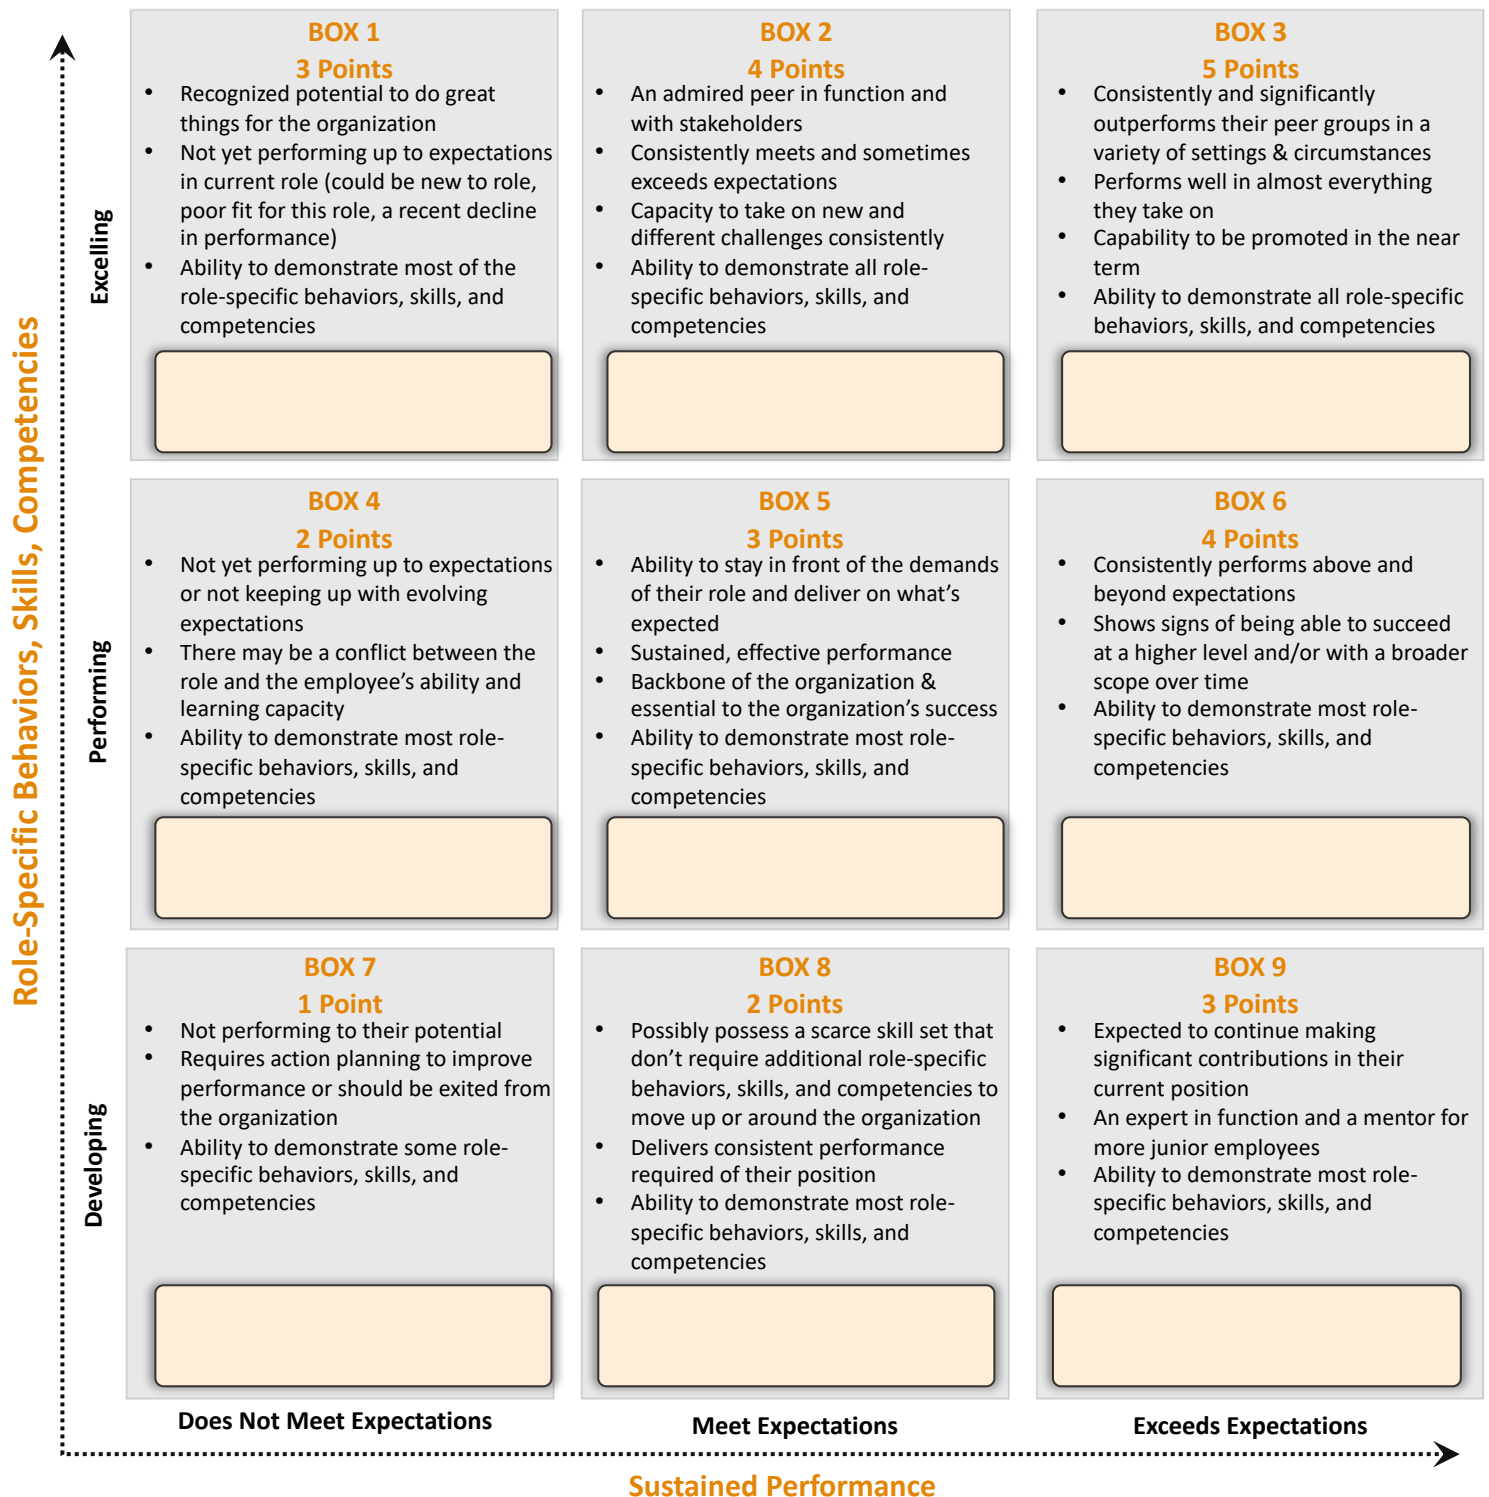 Role-Specific Behaviors, Skills, Competencies
Excelling
BOX 1
3 Points
• Recognized potential to do great
things for the organization
• Not yet performing up to expectations
in current role (could be new to role,
poor fit for this role, a recent decline
in performance)
• Ability to demonstrate most of the
role-specific behaviors, skills, and
competencies
BOX 2
4 Points
• An admired peer in function and
with stakeholders
• Consistently meets and sometimes
exceeds expectations
• Capacity to take on new and
different challenges consistently
• Ability to demonstrate all role-
specific behaviors, skills, and
competencies
BOX 3
5 Points
• Consistently and significantly
outperforms their peer groups in a
variety of settings & circumstances
• Performs well in almost everything
they take on
• Capability to be promoted in the near
term
• Ability to demonstrate all role-specific
behaviors, skills, and competencies
Performing
BOX 4
2 Points
• Not yet performing up to expectations
or not keeping up with evolving
expectations
• There may be a conflict between the
role and the employee’s ability and
learning capacity
• Ability to demonstrate most role-
specific behaviors, skills, and
competencies
BOX 5
3 Points
• Ability to stay in front of the demands
of their role and deliver on what’s
expected
• Sustained, effective performance
• Backbone of the organization &
essential to the organization’s success
• Ability to demonstrate most role-
specific behaviors, skills, and
competencies
BOX 6
4 Points
• Consistently performs above and
beyond expectations
• Shows signs of being able to succeed
at a higher level and/or with a broader
scope over time
• Ability to demonstrate most role-
specific behaviors, skills, and
competencies
Developing
BOX 7
1 Point
• Not performing to their potential
• Requires action planning to improve
performance or should be exited from
the organization
• Ability to demonstrate some role-
specific behaviors, skills, and
competencies
BOX 8
2 Points
• Possibly possess a scarce skill set that
don’t require additional role-specific
behaviors, skills, and competencies to
move up or around the organization
• Delivers consistent performance
required of their position
• Ability to demonstrate most role-
specific behaviors, skills, and
competencies
BOX 9
3 Points
• Expected to continue making
significant contributions in their
current position
• An expert in function and a mentor for
more junior employees
• Ability to demonstrate most role-
specific behaviors, skills, and
competencies
Does Not Meet Expectations
Meet Expectations
Exceeds Expectations
Sustained Performance